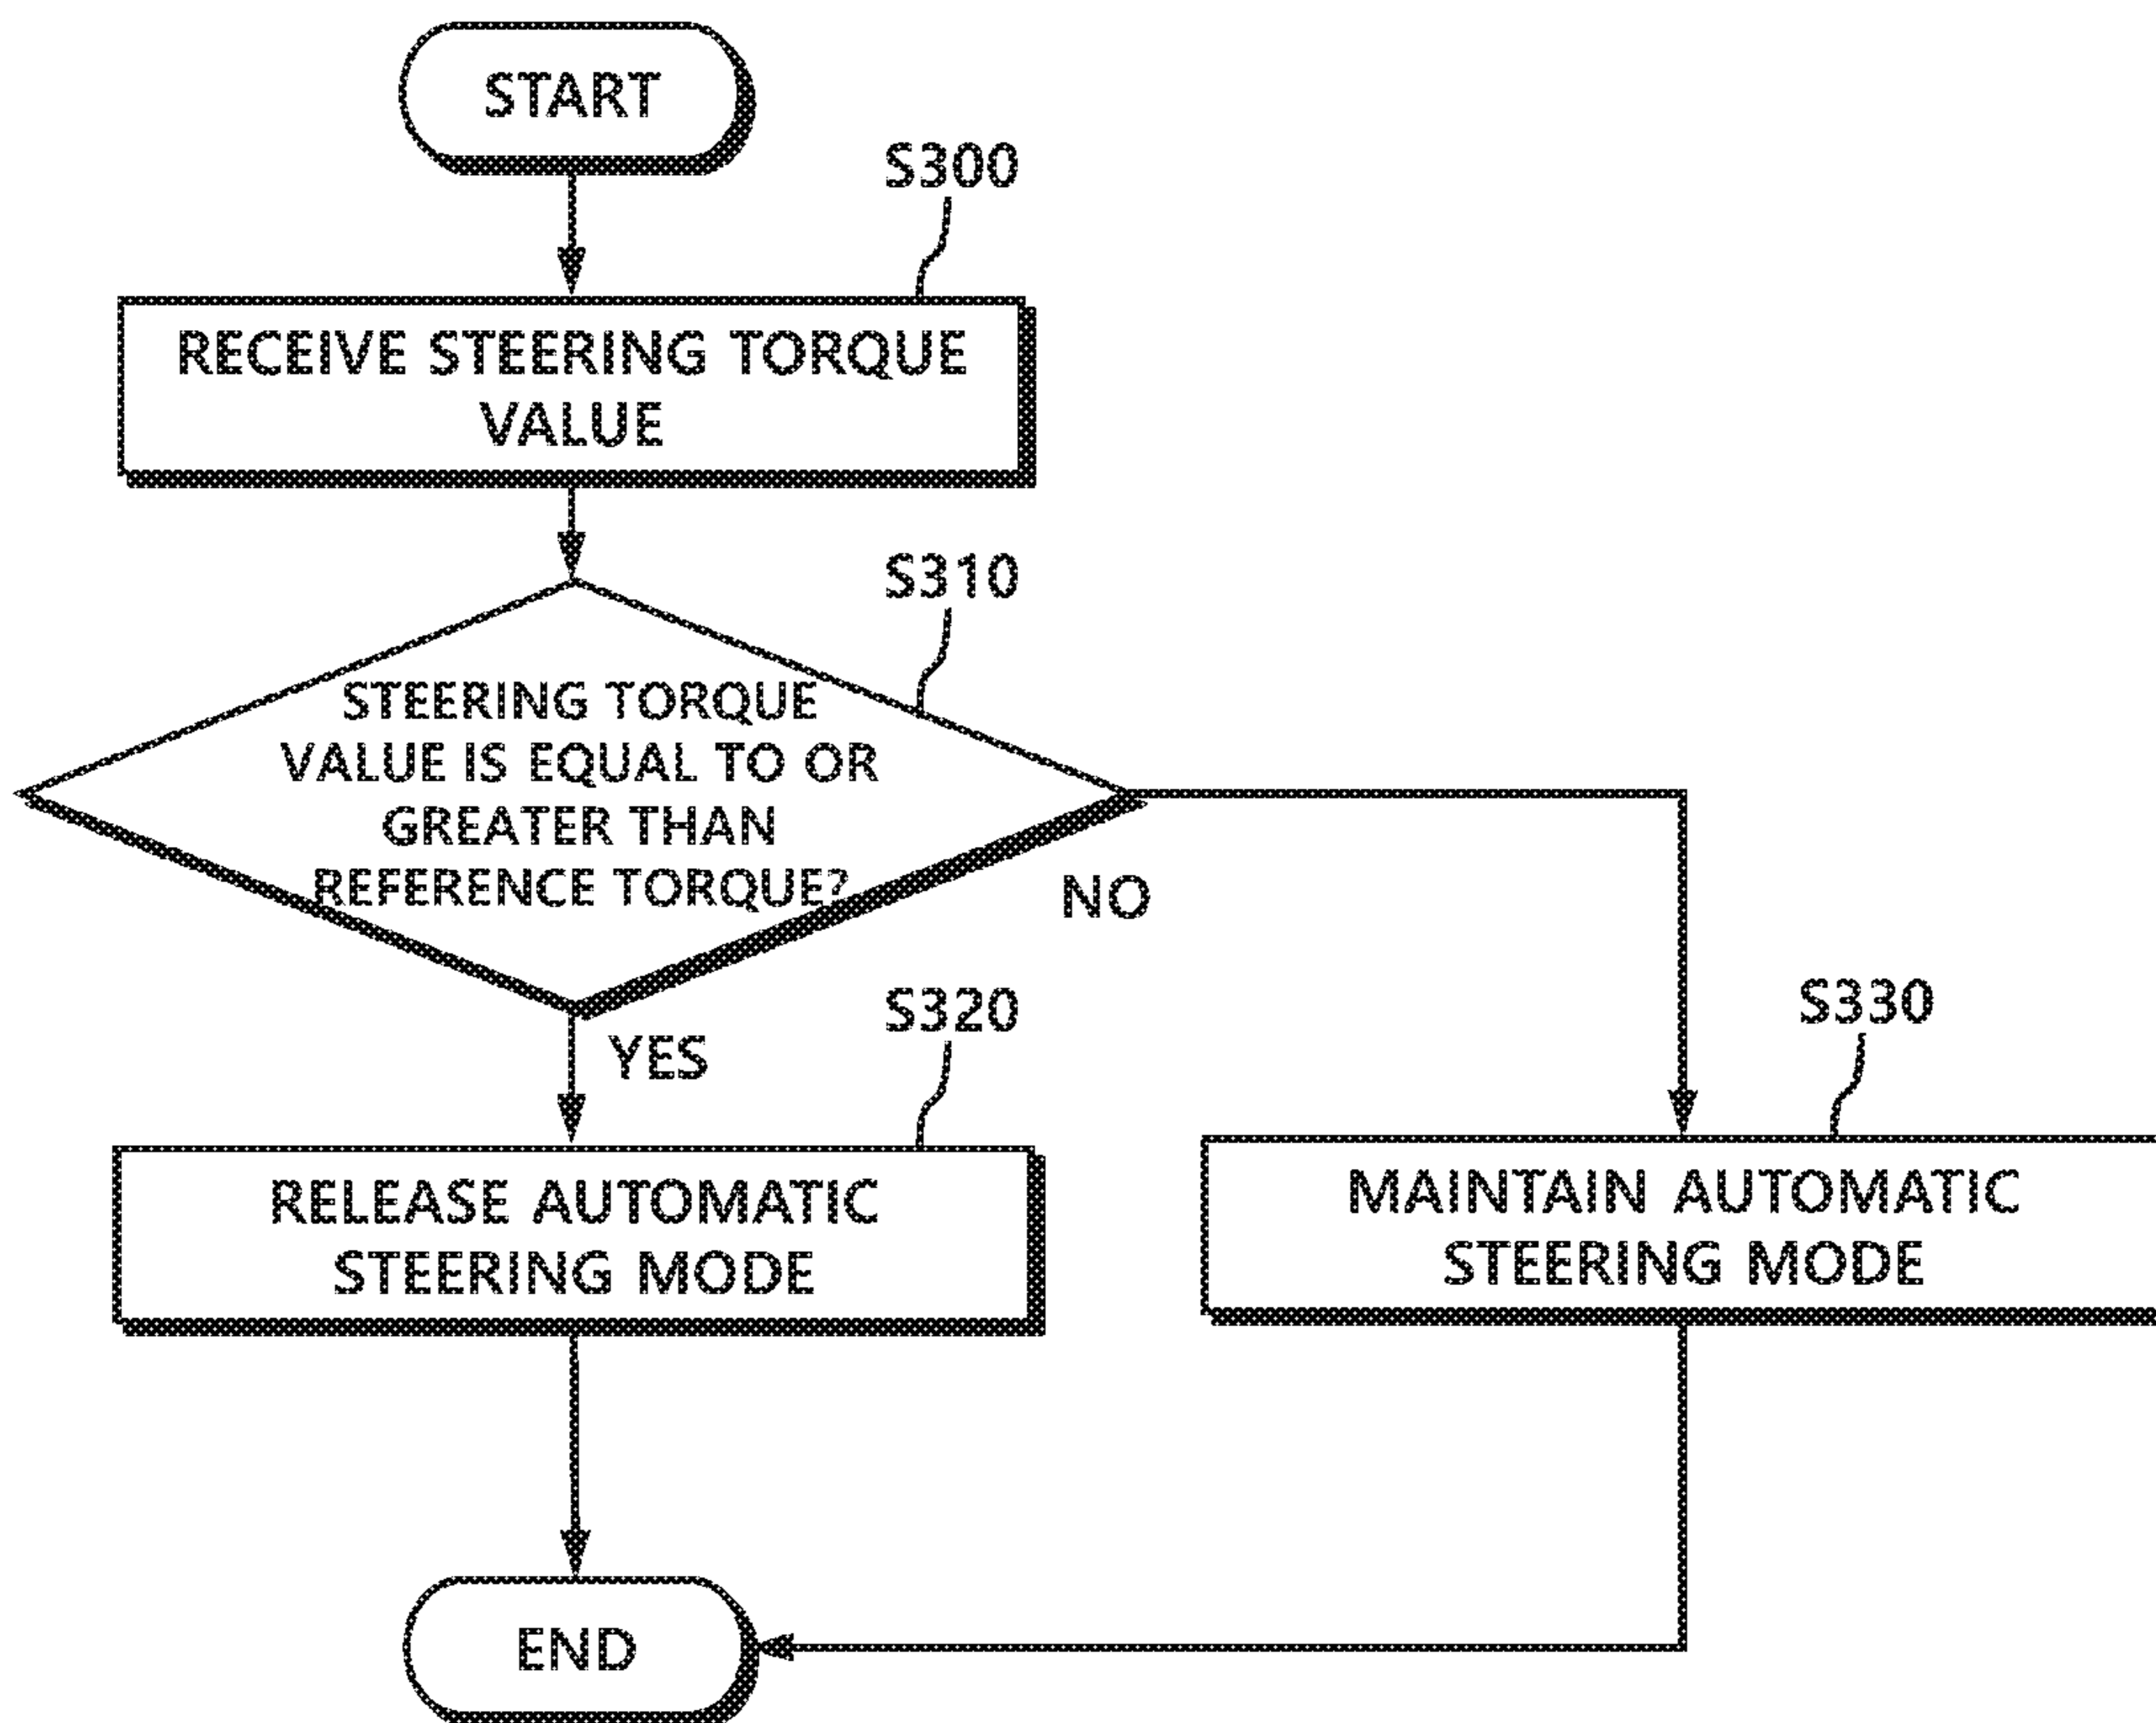 START
S300
RECEIVE STEERING TORQUE
VALUE
S310
STEERING TORQUE
VALUE IS EQUAL TO OR
GREATER THAN
REFERENCE TORQUE?
NO
YES
S320
S330
RELEASE AUTOMATIC
STEERING MODE
MAINTAIN AUTOMATIC
STEERING MODE
END